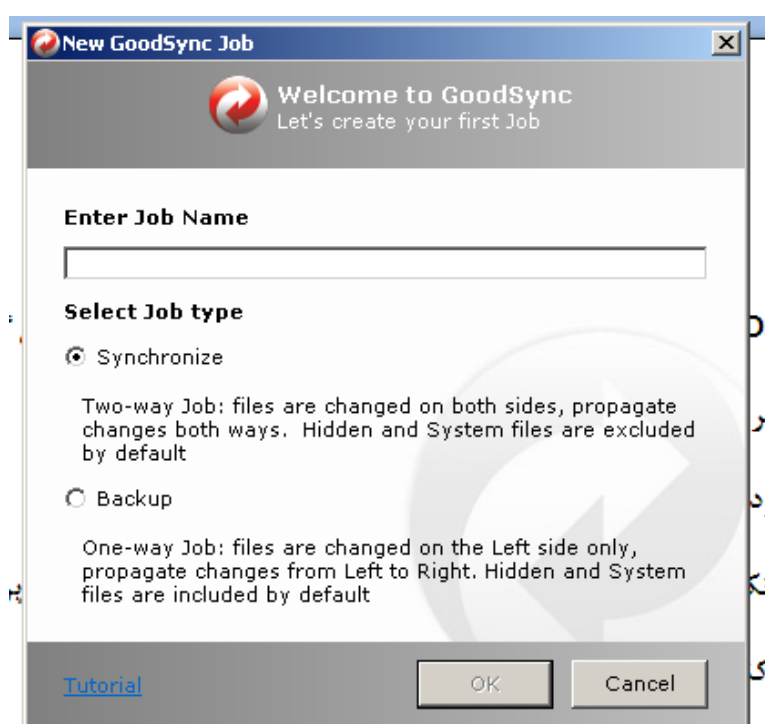 New GoodSync Job
Welcome to GoodSync
Let's create your first Job
Enter Job Name
Select Job type
Synchronize
Two-way Job: files are changed on both sides, propagate
changes both ways. Hidden and System files are excluded
by default
Backup
One-way Job: files are changed on the Left side only,
propagate changes from Left to Right. Hidden and System
files are included by default
Tutorial
OK
Cancel